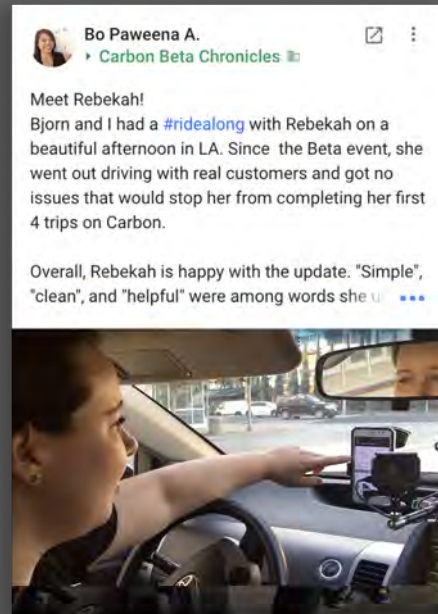 Bo Paweena A.
Carbon Beta Chronicles
Meet Rebekah!
Bjorn and I had a #ridealong with Rebekah on a
beautiful afternoon in LA. Since the Beta event, she
went out driving with real customers and got no
issues that would stop her from completing her first
4 trips on Carbon.
Overall, Rebekah is happy with the update. "Simple",
"clean", and "helpful" were among words she